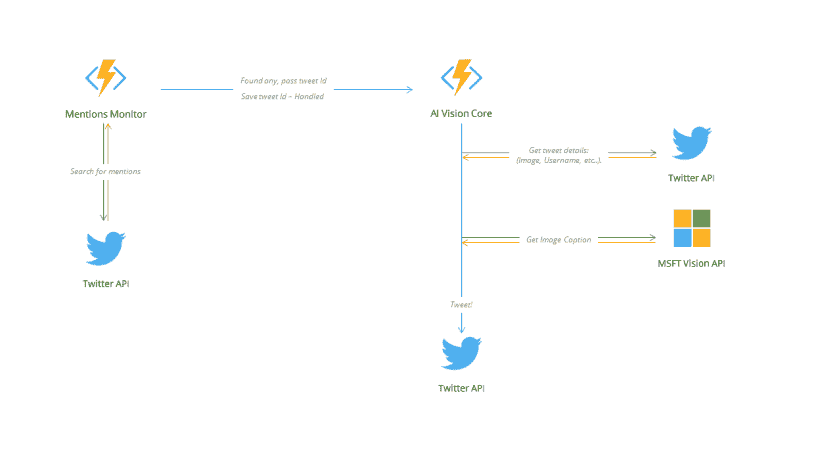 Found any, pass tweet Id
Save tweet Id - Handled
Mentions Monitor
AI Vision Core
Get tweet details:
(Image, Username, etc..).
Search for mentions
Twitter API
Get Image Caption
MSFT Vision API
Twitter API
Tweet!
Twitter API